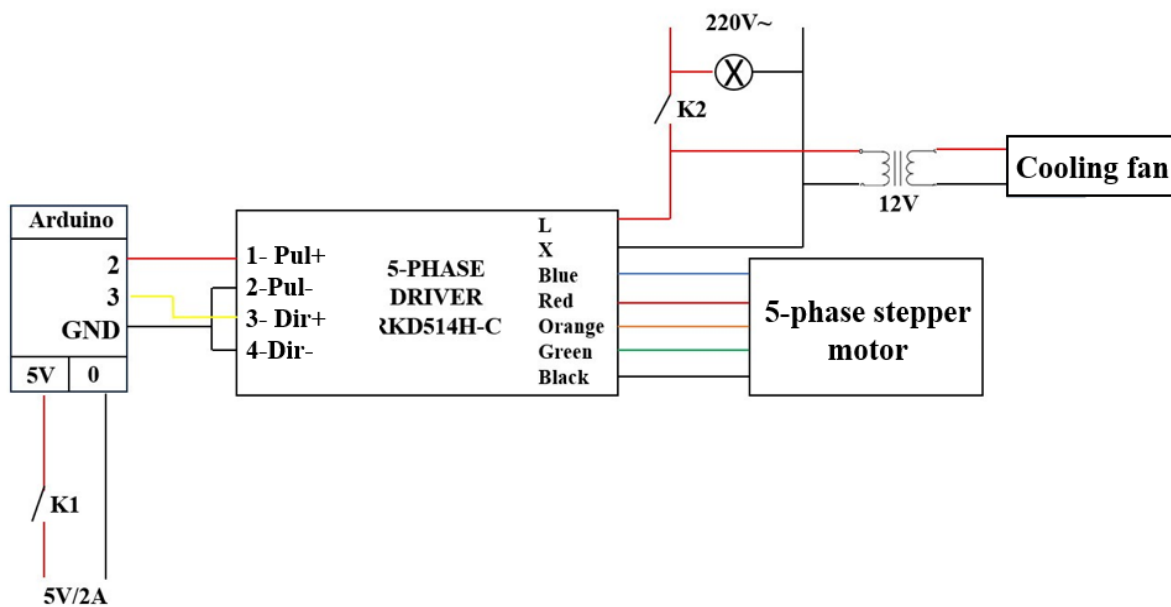 220V~
X
K2
Cooling fan
12V
Arduino
2
3
GND
5V
0
1- Pul+
2-Pul-
3- Dir+
4-Dir-
5-PHASE
DRIVER
RKD514H-C
L
X
Blue
Red
Orange
Green
Black
5-phase stepper
motor
K1
5V/2A